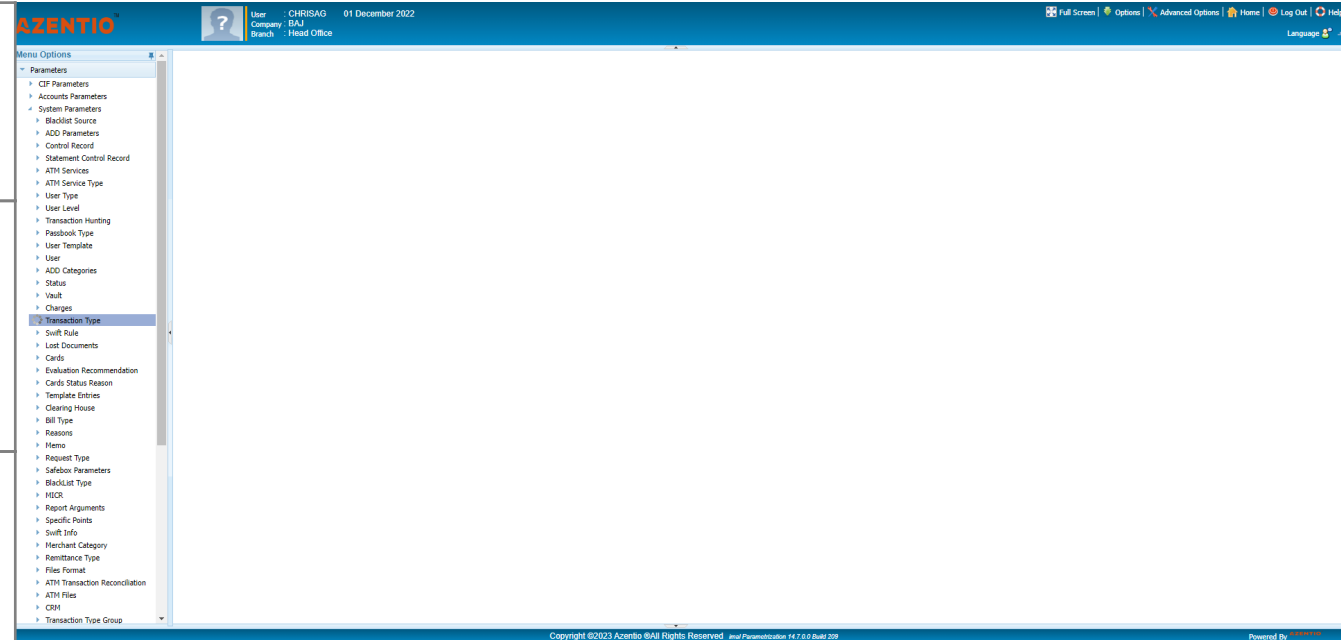 AZENTIO™
User : CHRISAG 01 December 2022
Company : BAJ
Branch : Head Office
Full Screen | Options | Advanced Options | Home | Log Out | Help
Language
Menu Options
Parameters
CIF Parameters
Accounts Parameters
System Parameters
Blacklist Source
ADD Parameters
Control Record
Statement Control Record
ATM Services
ATM Service Type
User Type
User Level
Transaction Hunting
Passbook Type
User Template
User
ADD Categories
Status
Vault
Charges
Transaction Type
Swift Rule
Lost Documents
Cards
Evaluation Recommendation
Cards Status Reason
Template Entries
Clearing House
Bill Type
Reasons
Memo
Request Type
Safebox Parameters
BlackList Type
MICR
Report Arguments
Specific Points
Swift Info
Merchant Category
Remittance Type
Files Format
ATM Transaction Reconciliation
ATM Files
CRM
Transaction Type Group
Copyright ©2023 Azentio ®All Rights Reserved imal Parametrization 14.7.0.0 Build 209
Powered By AZENTIO